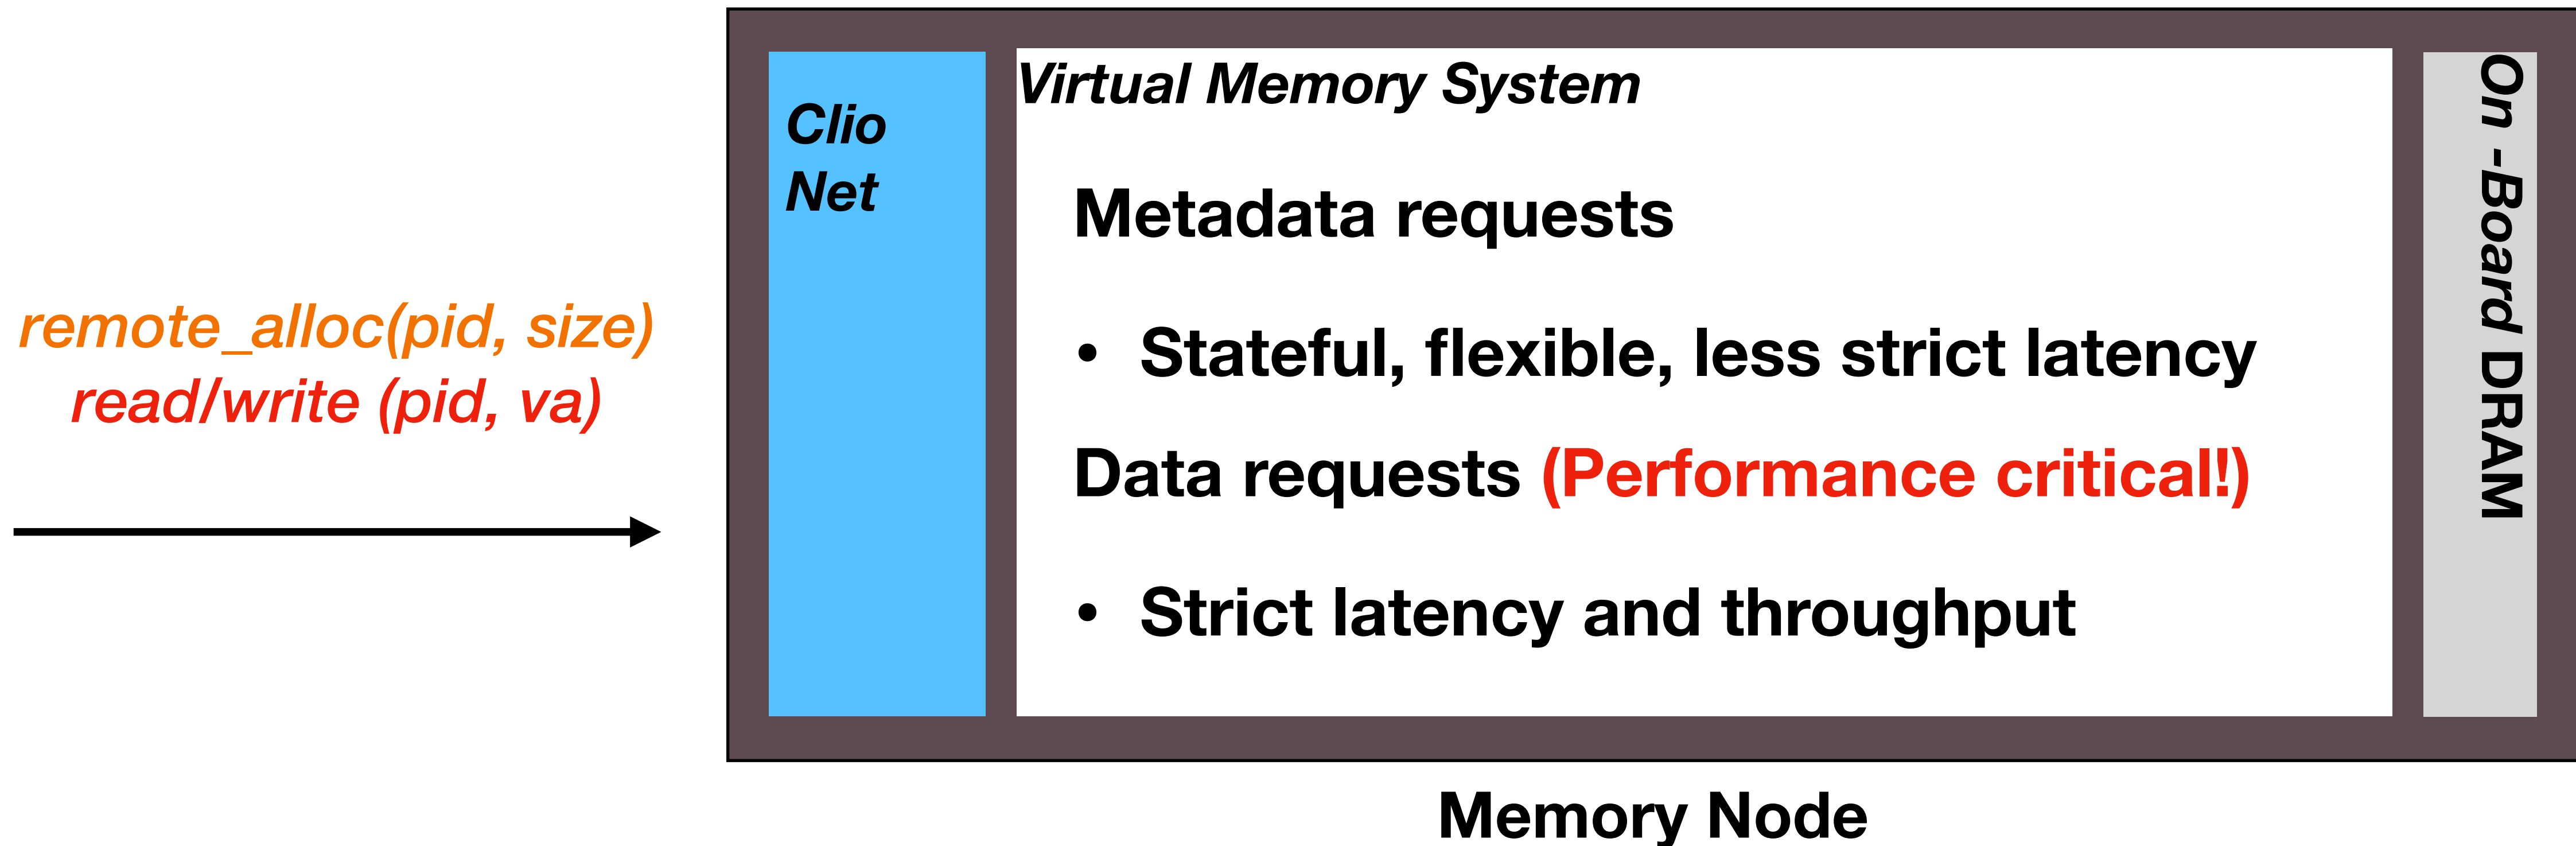 remote_alloc(pid, size)
read/write (pid, va)
Clio
Net
Virtual Memory System
Metadata requests
• Stateful, flexible, less strict latency
Data requests (Performance critical!)
• Strict latency and throughput
On -Board DRAM
Memory Node